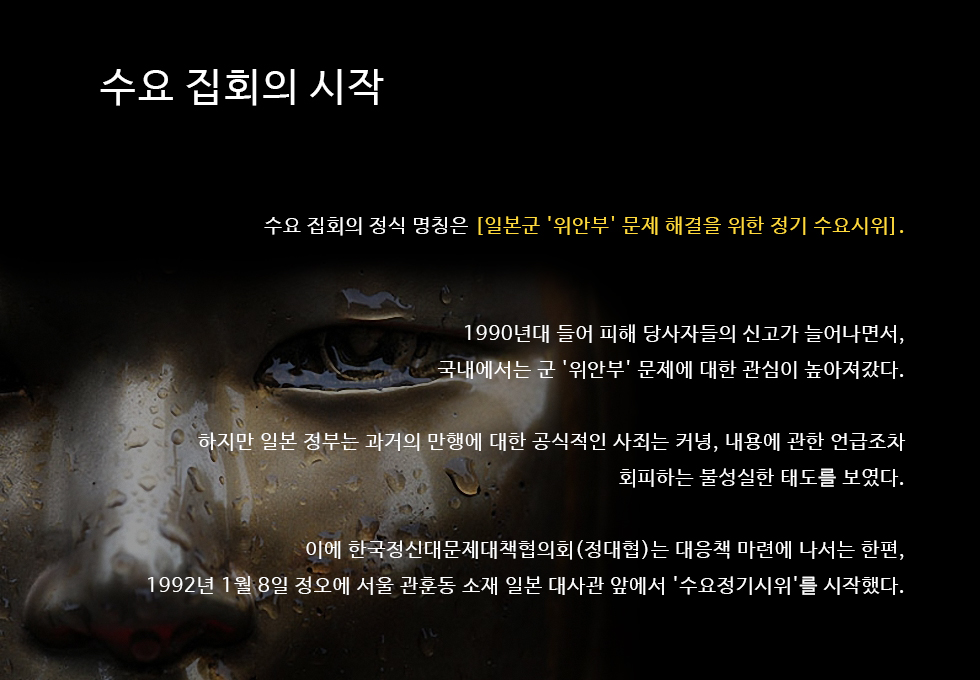 수요 집회의 시작
수요 집회의 정식 명칭은 [일본군 '위안부' 문제 해결을 위한 정기 수요시위].
1990년대 들어 피해 당사자들의 신고가 늘어나면서,
국내에서는 군 '위안부' 문제에 대한 관심이 높아져갔다.
하지만 일본 정부는 과거의 만행에 대한 공식적인 사죄는 커녕, 내용에 관한 언급조차
회피하는 불성실한 태도를 보였다.
이에 한국정신대문제대책협의회(정대협)는 대응책 마련에 나서는 한편,
1992년 1월 8일 정오에 서울 관훈동 소재 일본 대사관 앞에서 '수요정기시위'를 시작했다.